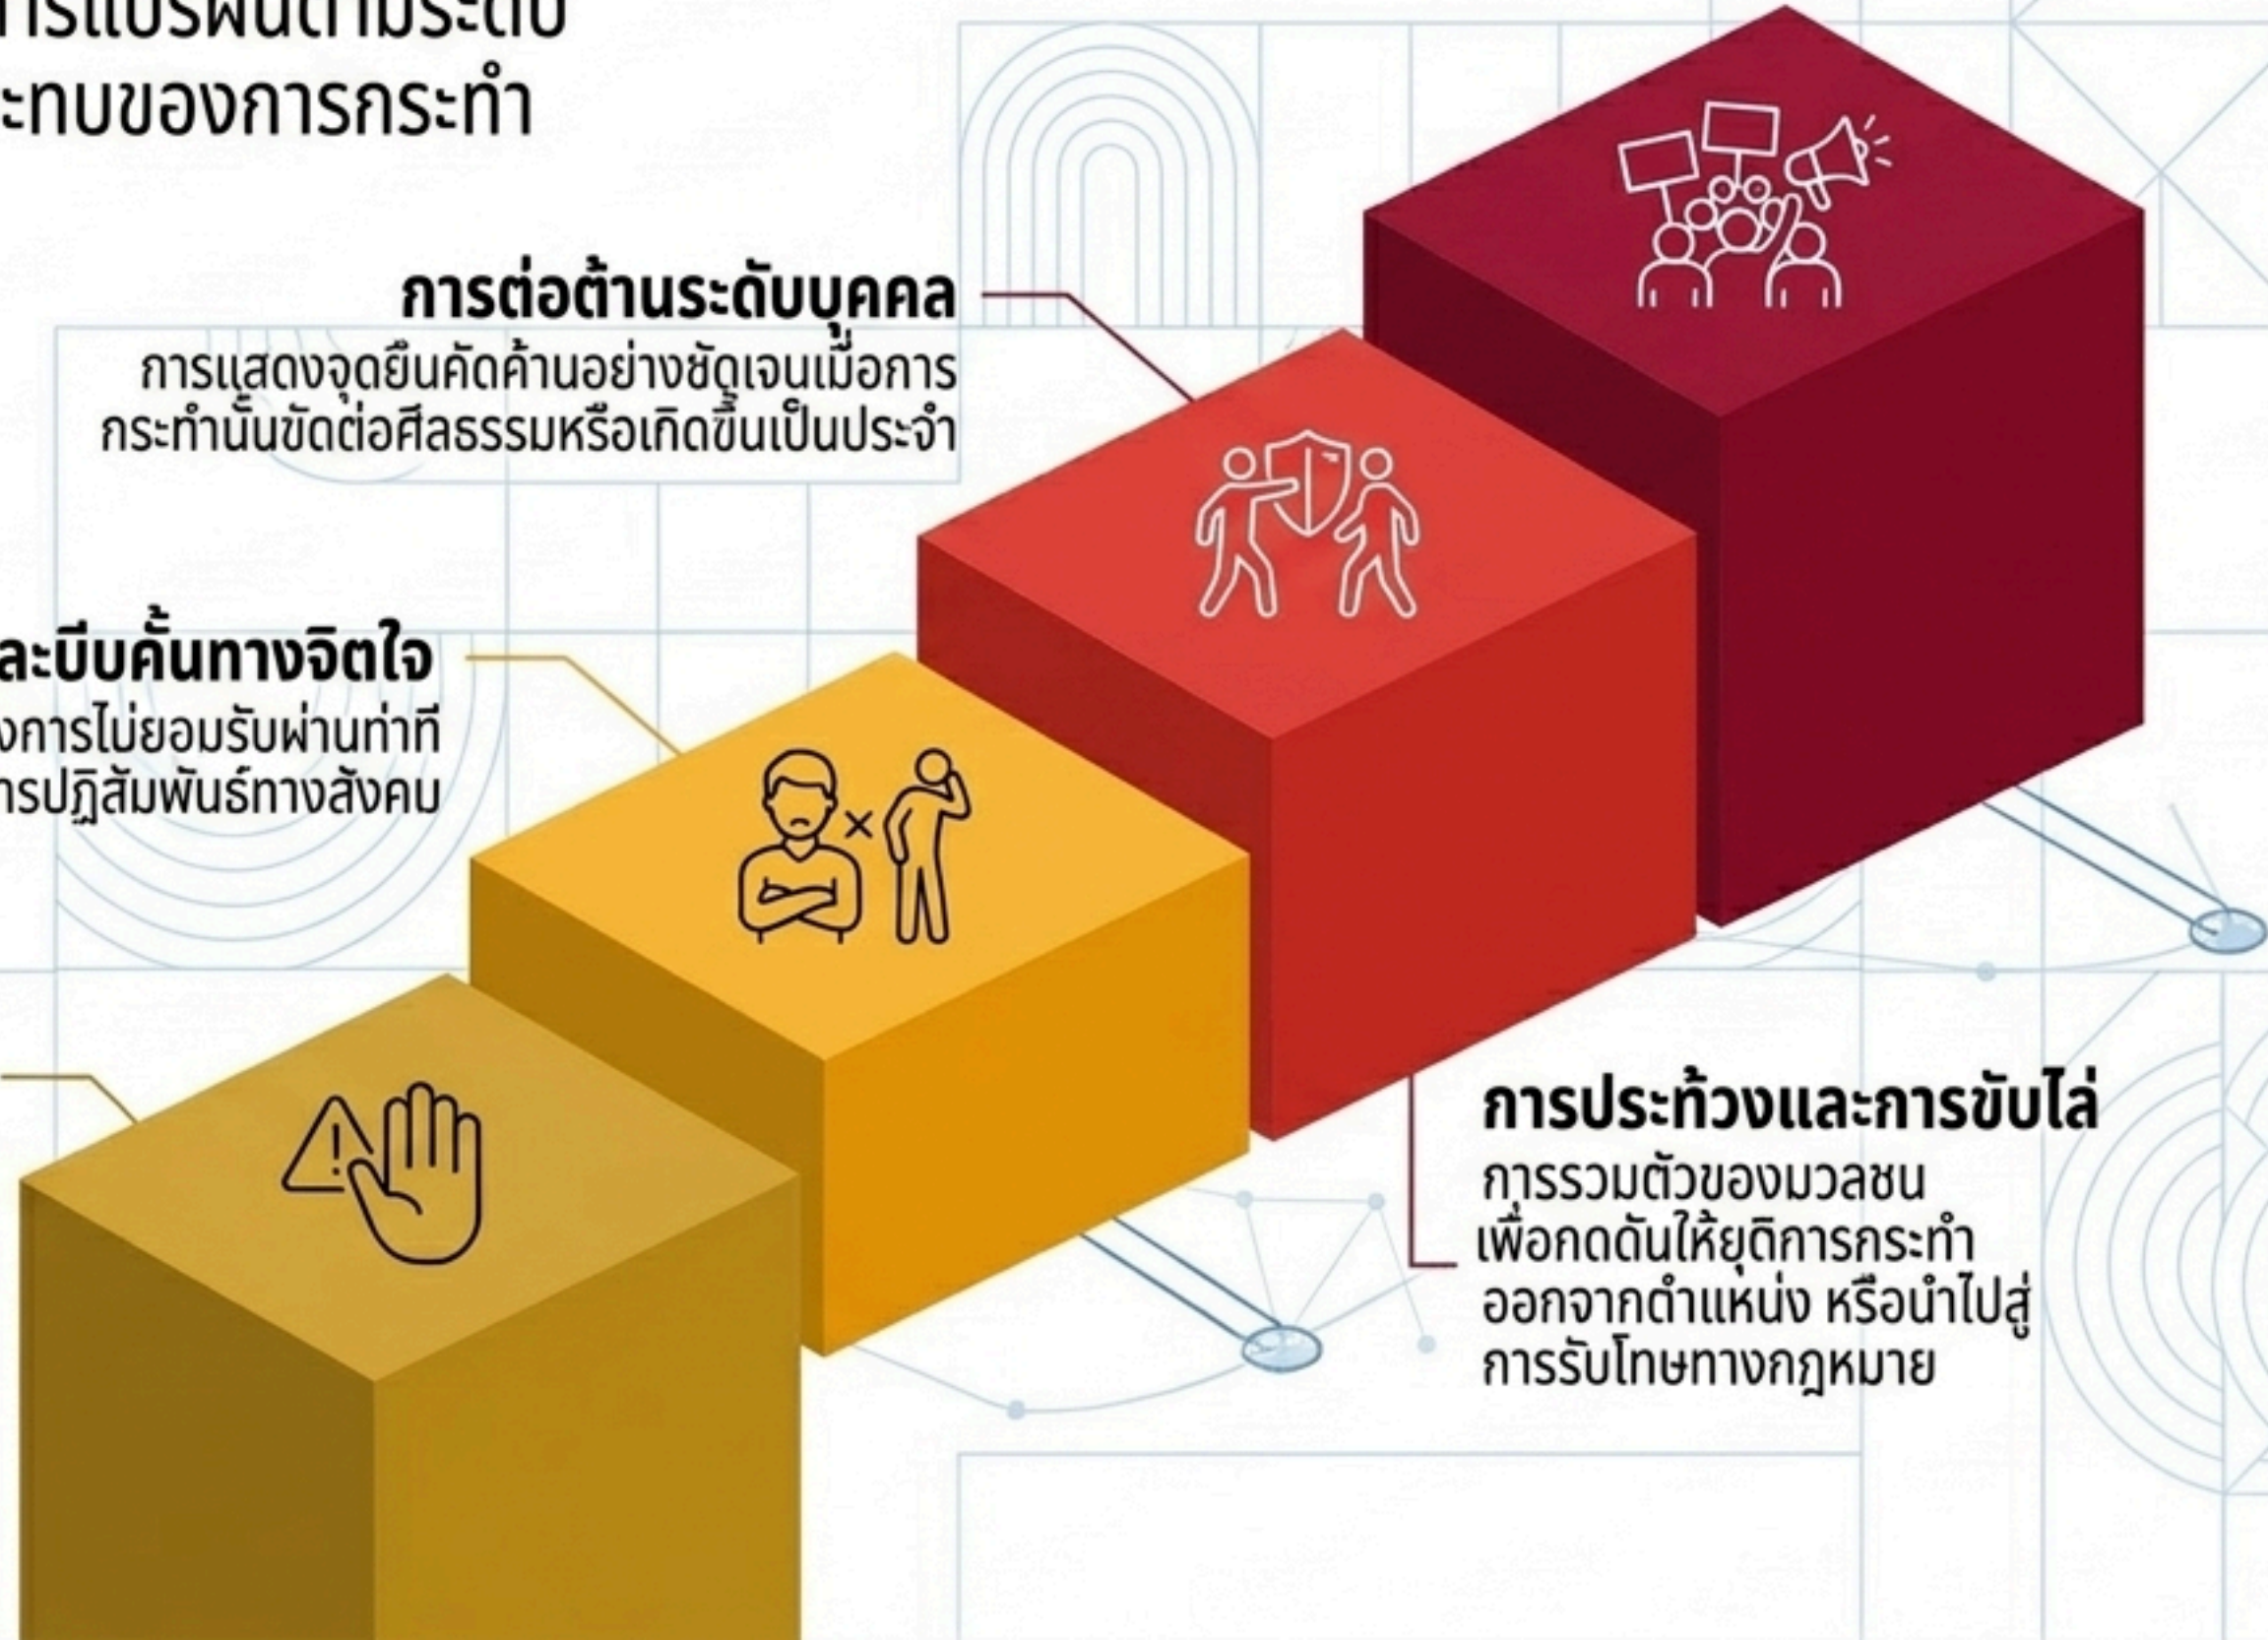 การแปรผันตามระดับ
ะทบของการกระทำ
การต่อต้านระดับบุคคล
การแสดงจุดยืนคัดค้านอย่างชัดเจนเมื่อการ
กระทำนั้นขัดต่อศีลธรรมหรือเกิดขึ้นเป็นประจำ
ละบีบคั้นทางจิตใจ
งการไม่ยอมรับผ่านท่าที
ารปฏิสัมพันธ์ทางสังคม
การประท้วงและการขับไล่
การรวมตัวของมวลชน
เพื่อกดดันให้ยุติการกระทำ
ออกจากตำแหน่ง หรือนำไปสู่
การรับโทษทางกฎหมาย